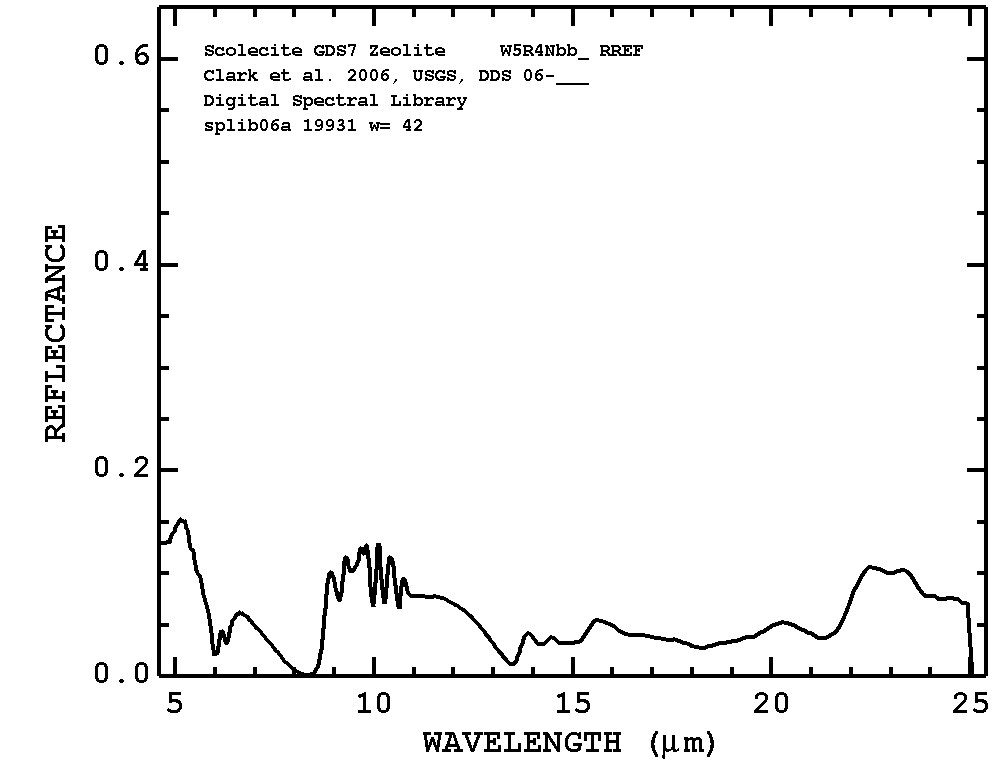 Scolecite GDS7 Zeolite W5R4Nbb_ RREF
Clark et al. 2006, USGS, DDS 06-___
Digital Spectral Library
splib06a 19931 w= 42
0.6
0.4
0.2
0.0
REFLECTANCE
5 10 15 20 25
WAVELENGTH (μm)